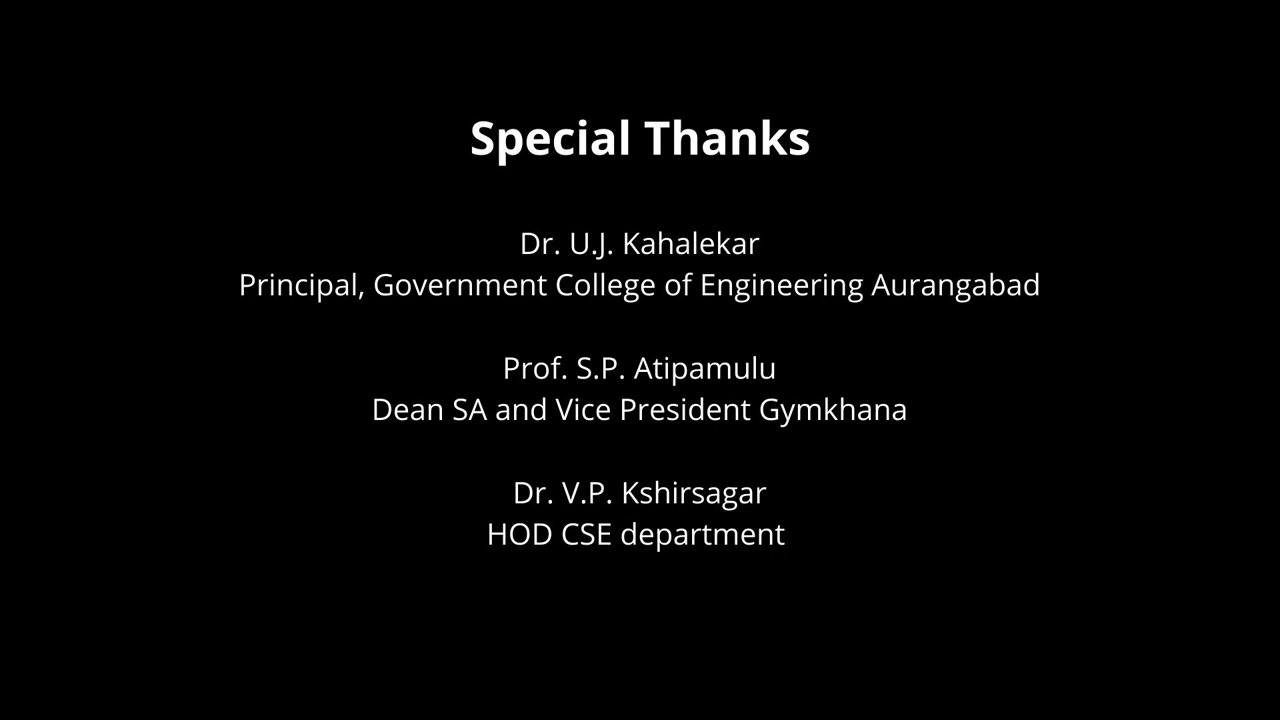 Special Thanks
Dr. U.J. Kahalekar
Principal, Government College of Engineering Aurangabad
Prof. S.P. Atipamulu
Dean SA and Vice President Gymkhana
Dr. V.P. Kshirsagar
HOD CSE department